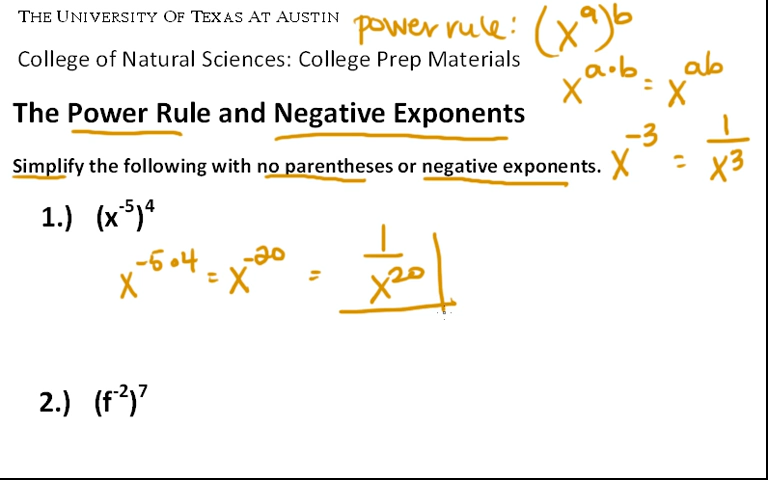 THE UNIVERSITY OF TEXAS AT AUSTIN power rule: (x^a)^b
College of Natural Sciences: College Prep Materials x^a·b = x^ab
The Power Rule and Negative Exponents
Simplify the following with no parentheses or negative exponents. x^-3 = 1/x^3
1.) (x^-5)^4
x^-5·4 = x^-20 = 1/x^20
2.) (f^-2)^7